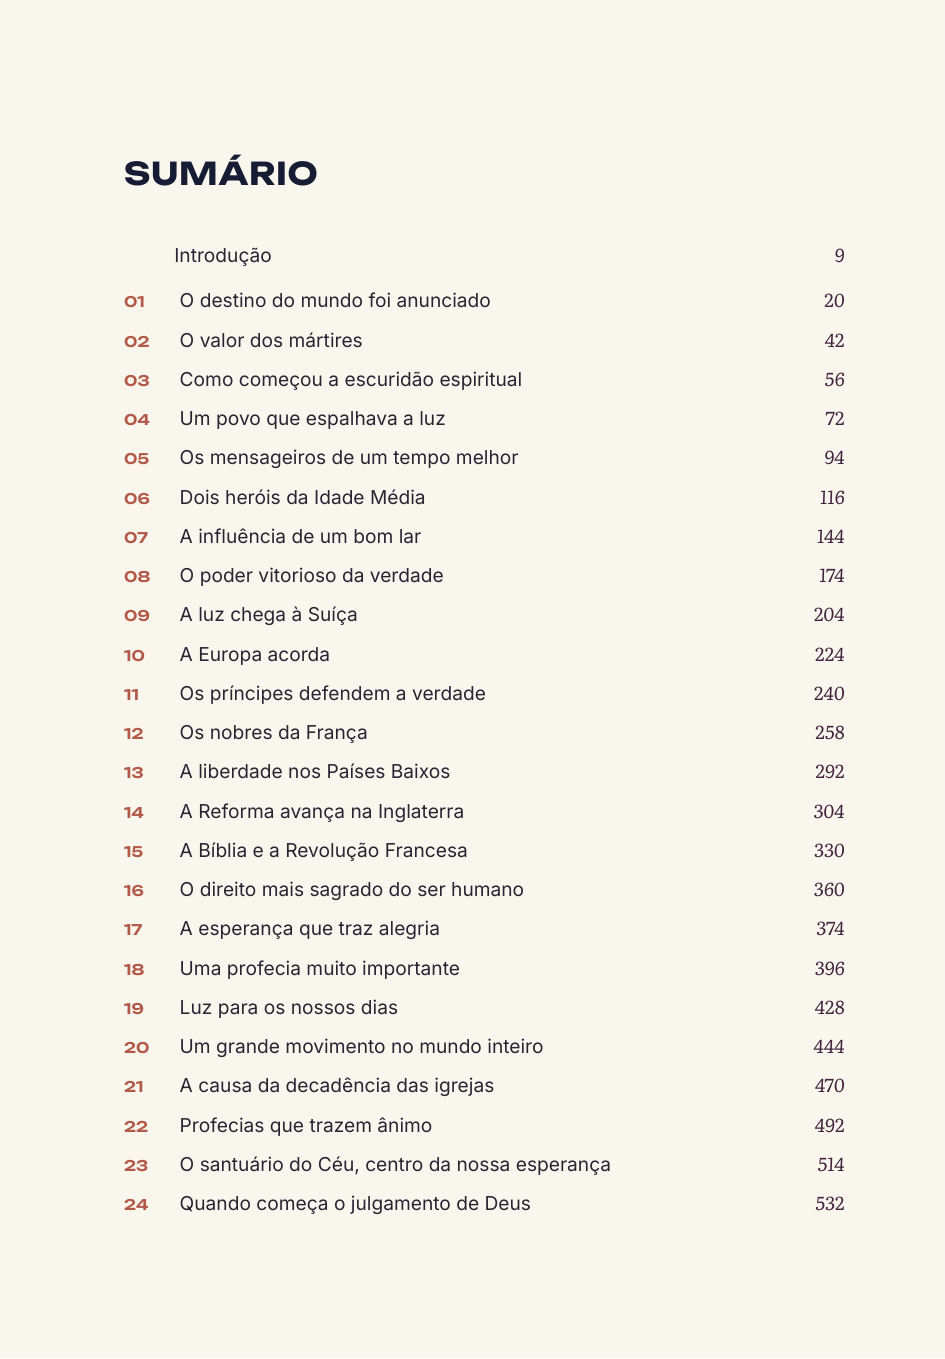 SUMÁRIO
Introdução 9
01 O destino do mundo foi anunciado 20
02 O valor dos mártires 42
03 Como começou a escuridão espiritual 56
04 Um povo que espalhava a luz 72
05 Os mensageiros de um tempo melhor 94
06 Dois heróis da Idade Média 116
07 A influência de um bom lar 144
08 O poder vitorioso da verdade 174
09 A luz chega à Suíça 204
10 A Europa acorda 224
11 Os príncipes defendem a verdade 240
12 Os nobres da França 258
13 A liberdade nos Países Baixos 292
14 A Reforma avança na Inglaterra 304
15 A Bíblia e a Revolução Francesa 330
16 O direito mais sagrado do ser humano 360
17 A esperança que traz alegria 374
18 Uma profecia muito importante 396
19 Luz para os nossos dias 428
20 Um grande movimento no mundo inteiro 444
21 A causa da decadência das igrejas 470
22 Profecias que trazem ânimo 492
23 O santuário do Céu, centro da nossa esperança 514
24 Quando começa o julgamento de Deus 532